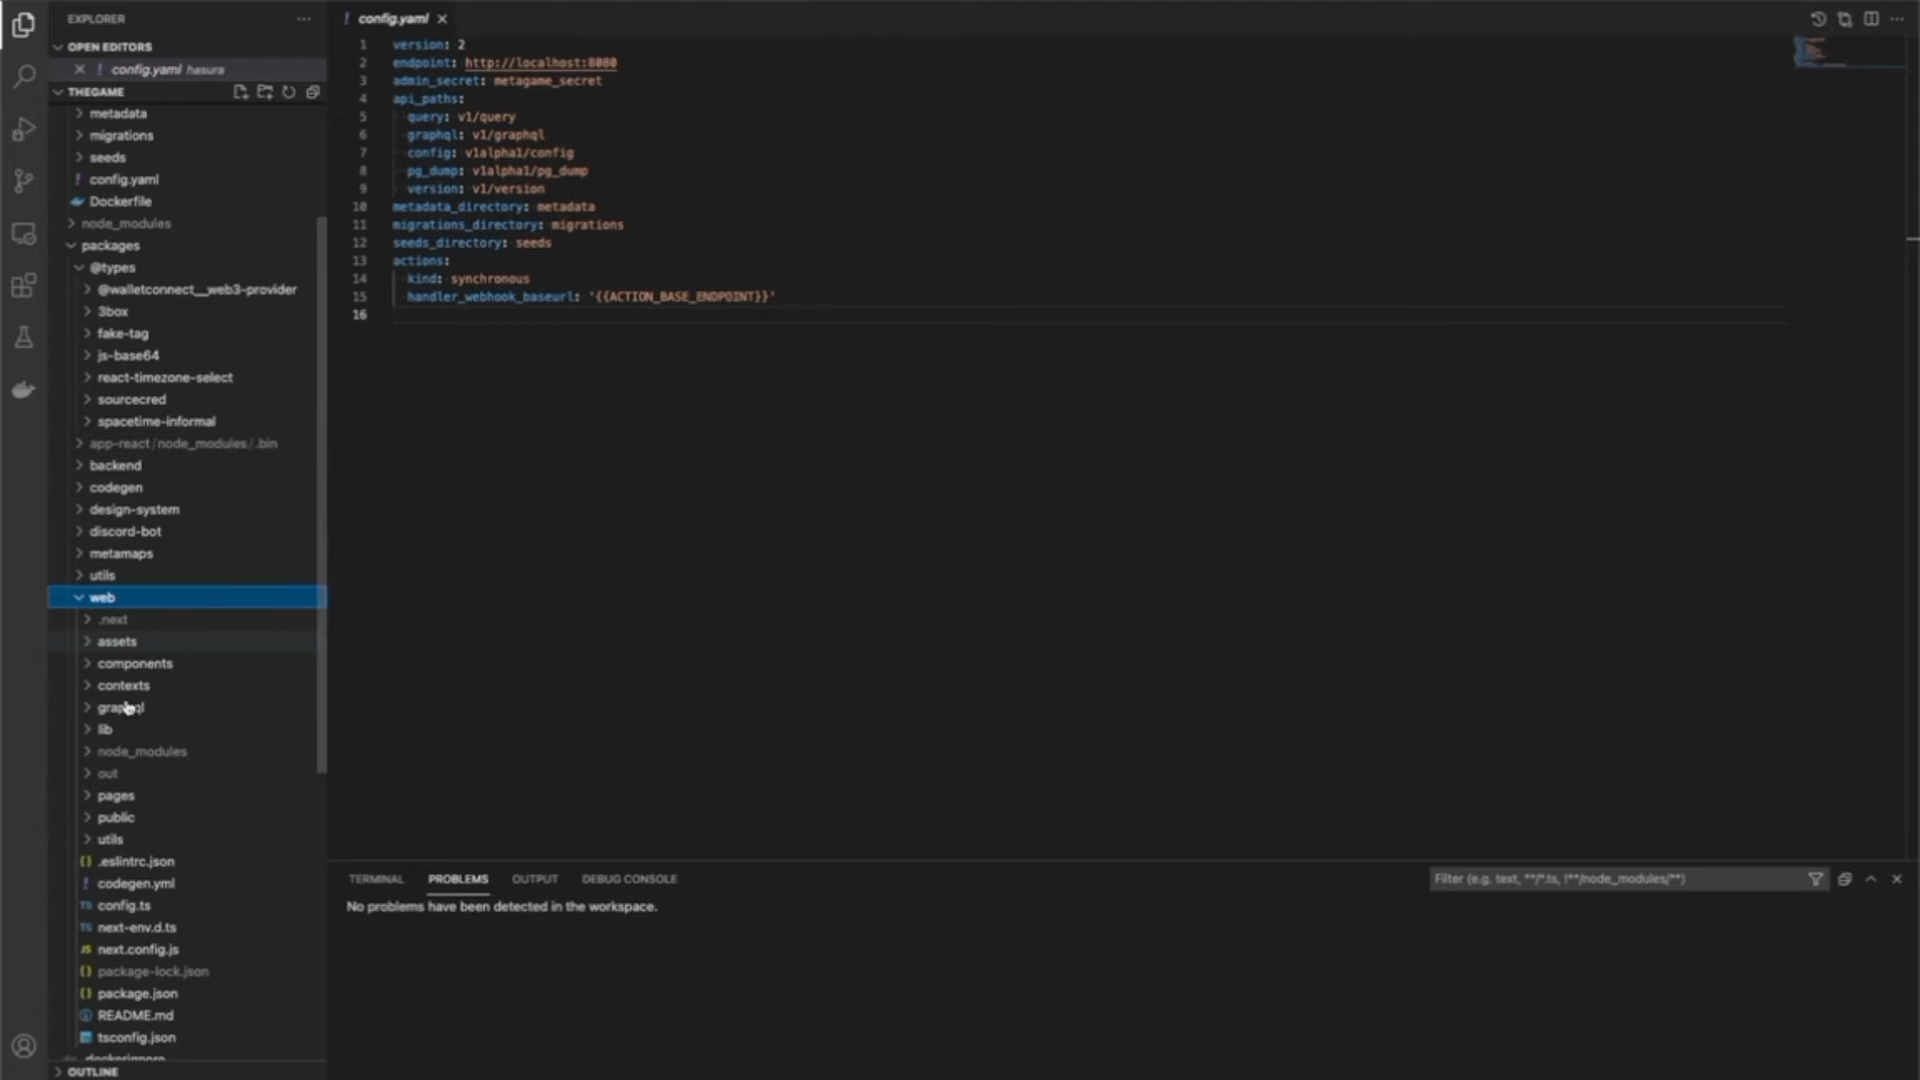 EXPLORER
OPEN EDITORS
! config.yaml hasura
THEGAME
metadata
migrations
seeds
! config.yaml
Dockerfile
node_modules
packages
@types
@walletconnect__web3-provider
3box
fake-tag
js-base64
react-timezone-select
sourcecred
spacetime-informal
app-react/node_modules/.bin
backend
codegen
design-system
discord-bot
metamaps
utils
web
.next
assets
components
contexts
graphql
lib
node_modules
out
pages
public
utils
{} .eslintrc.json
! codegen.yml
TS config.ts
TS next-env.d.ts
JS next.config.js
{} package-lock.json
{} package.json
README.md
tsconfig.json
.dockerignore
OUTLINE
! config.yaml
1 version: 2
2 endpoint: http://localhost:8080
3 admin_secret: metagame_secret
4 api_paths:
5 query: v1/query
6 graphql: v1/graphql
7 config: v1alpha1/config
8 pg_dump: v1alpha1/pg_dump
9 version: v1/version
10 metadata_directory: metadata
11 migrations_directory: migrations
12 seeds_directory: seeds
13 actions:
14 kind: synchronous
15 handler_webhook_baseurl: '{{ACTION_BASE_ENDPOINT}}'
16
TERMINAL PROBLEMS OUTPUT DEBUG CONSOLE
Filter (e.g. text, **/*.ts, !**/node_modules/**)
No problems have been detected in the workspace.